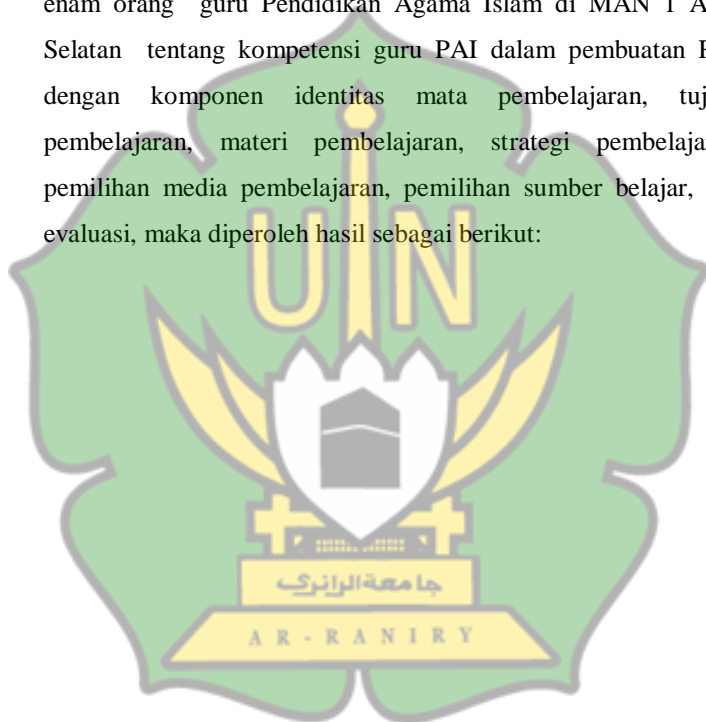 enam orang guru Pendidikan Agama Islam di MAN 1 A
Selatan tentang kompetensi guru PAI dalam pembuatan
dengan komponen identitas mata pembelajaran, tuj
pembelajaran, materi pembelajaran, strategi pembelaja
pemilihan media pembelajaran, pemilihan sumber belajar,
evaluasi, maka diperoleh hasil sebagai berikut:
UIN
جامعة الرانري
AR-RANIRY